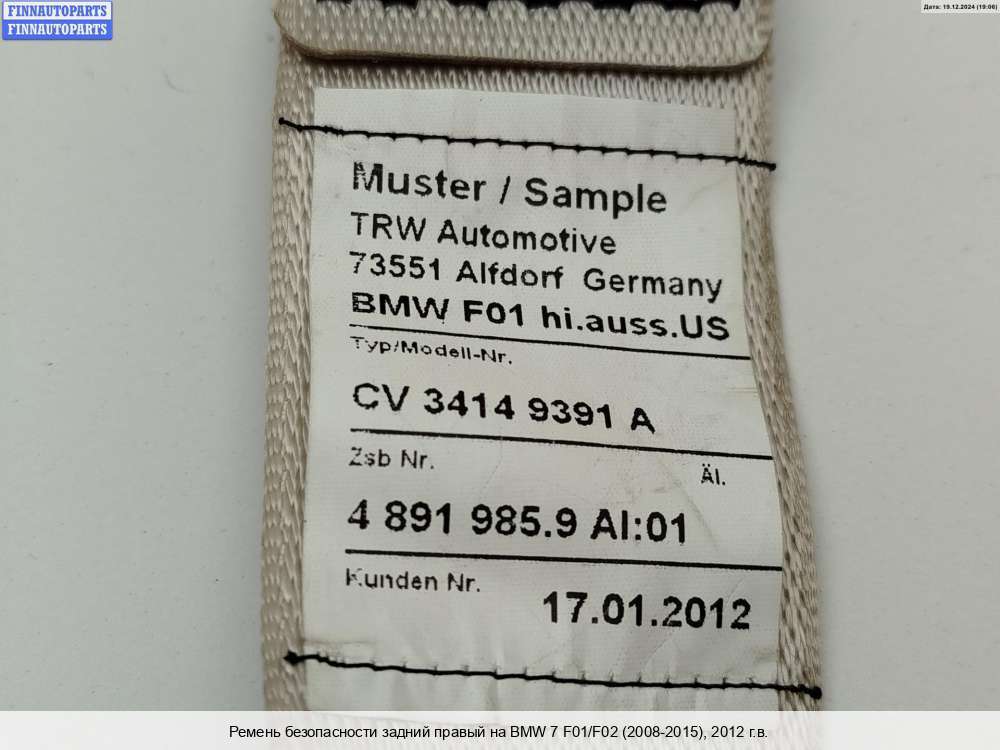 FINNAUTOPARTS
FINNAUTOPARTS
Дата: 19.12.2024 (19:06)
Muster / Sample
TRW Automotive
73551 Alfdorf Germany
BMW F01 hi.auss.US
Typ/Modell-Nr.
CV 3414 9391 A
Zsb Nr. Äl.
4 891 985.9 AI:01
Kunden Nr.
17.01.2012
Ремень безопасности задний правый на BMW 7 F01/F02 (2008-2015), 2012 г.в.